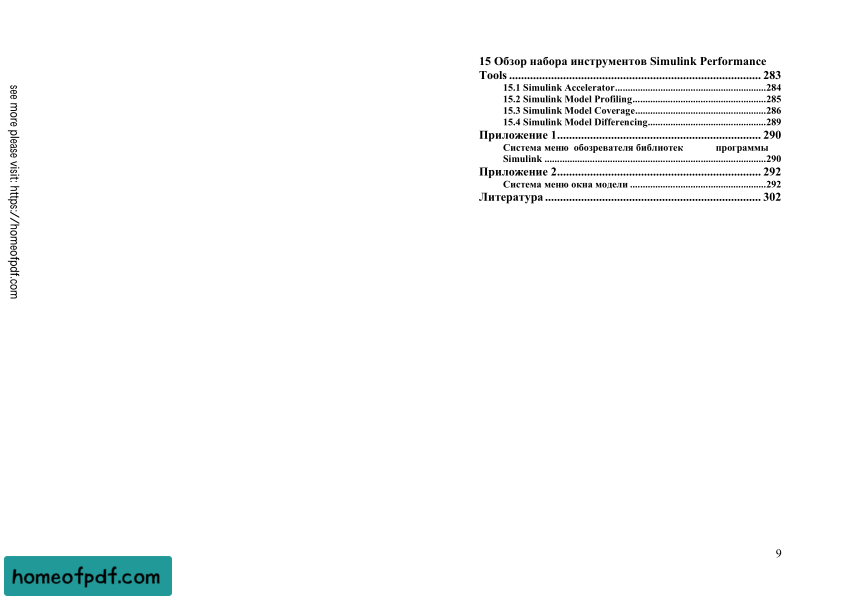 15 Обзор набора инструментов Simulink Performance
Tools .................................................................................... 283
15.1 Simulink Accelerator.............................................................284
15.2 Simulink Model Profiling......................................................285
15.3 Simulink Model Coverage.....................................................286
15.4 Simulink Model Differencing................................................289
Приложение 1.................................................................... 290
Система меню обозревателя библиотек программы
Simulink .........................................................................................290
Приложение 2.................................................................... 292
Система меню окна модели .......................................................292
Литература ........................................................................ 302
see more please visit: https://homeofpdf.com
9
homeofpdf.com